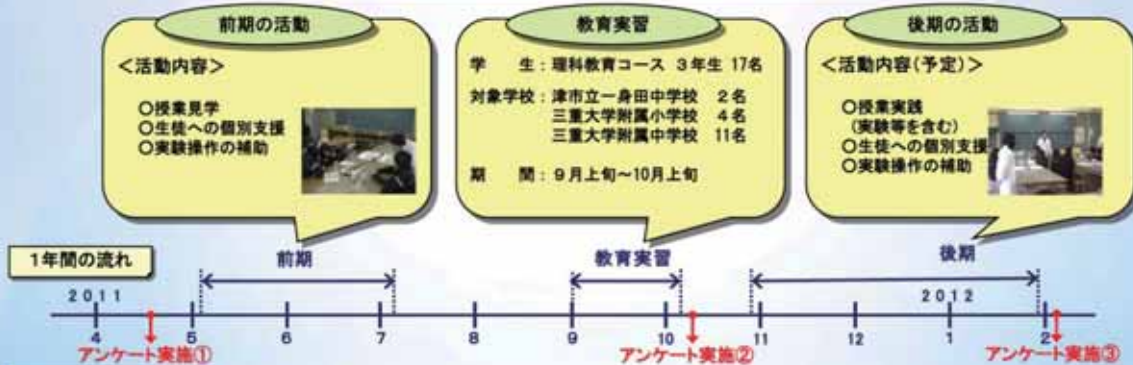 前期の活動
＜活動内容＞
○授業見学
○生徒への個別支援
○実験操作の補助
教育実習
学　　生：理科教育コース 3年生 17名
対象学校：津市立一身田中学校　2名
三重大学附属小学校　4名
三重大学附属中学校　11名
期　　間：9月上旬～10月上旬
後期の活動
＜活動内容(予定)＞
○授業実践
(実験等を含む)
○生徒への個別支援
○実験操作の補助
1年間の流れ
前期
教育実習
後期
2011
2012
4 5 6 7 8 9 10 11 12 1 2
アンケート実施①
アンケート実施②
アンケート実施③